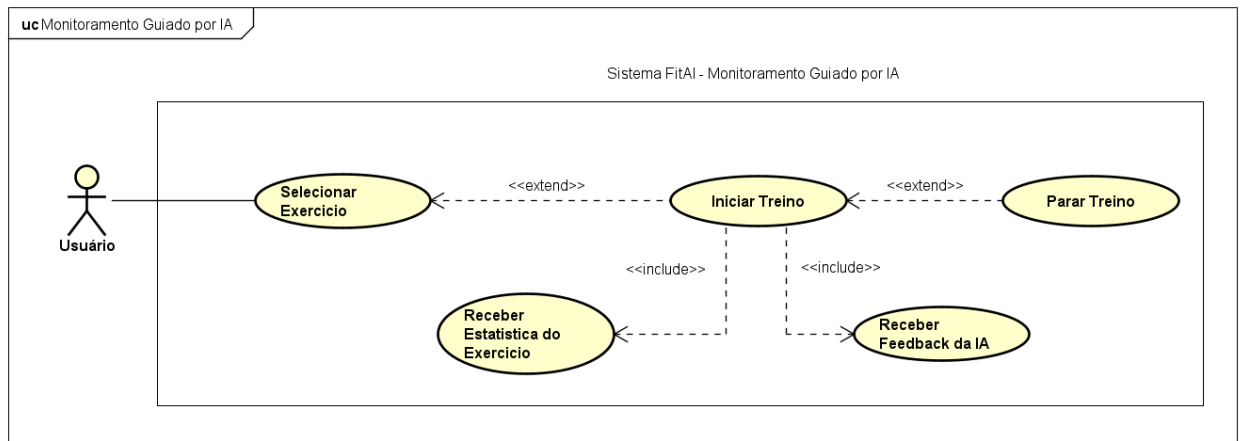 uc Monitoramento Guiado por IA
Sistema FitAI - Monitoramento Guiado por IA
Usuário
Selecionar
Exercicio
<<extend>>
Iniciar Treino
<<extend>>
Parar Treino
<<include>>
<<include>>
Receber
Estatistica do
Exercicio
Receber
Feedback da IA